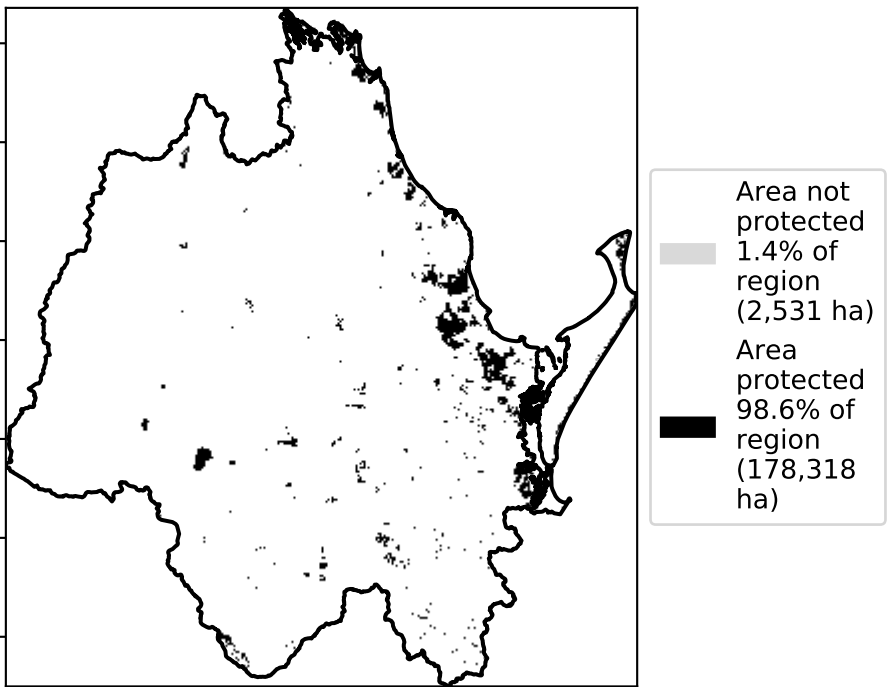 Area not
protected
1.4% of
region
(2,531 ha)
Area
protected
98.6% of
region
(178,318
ha)